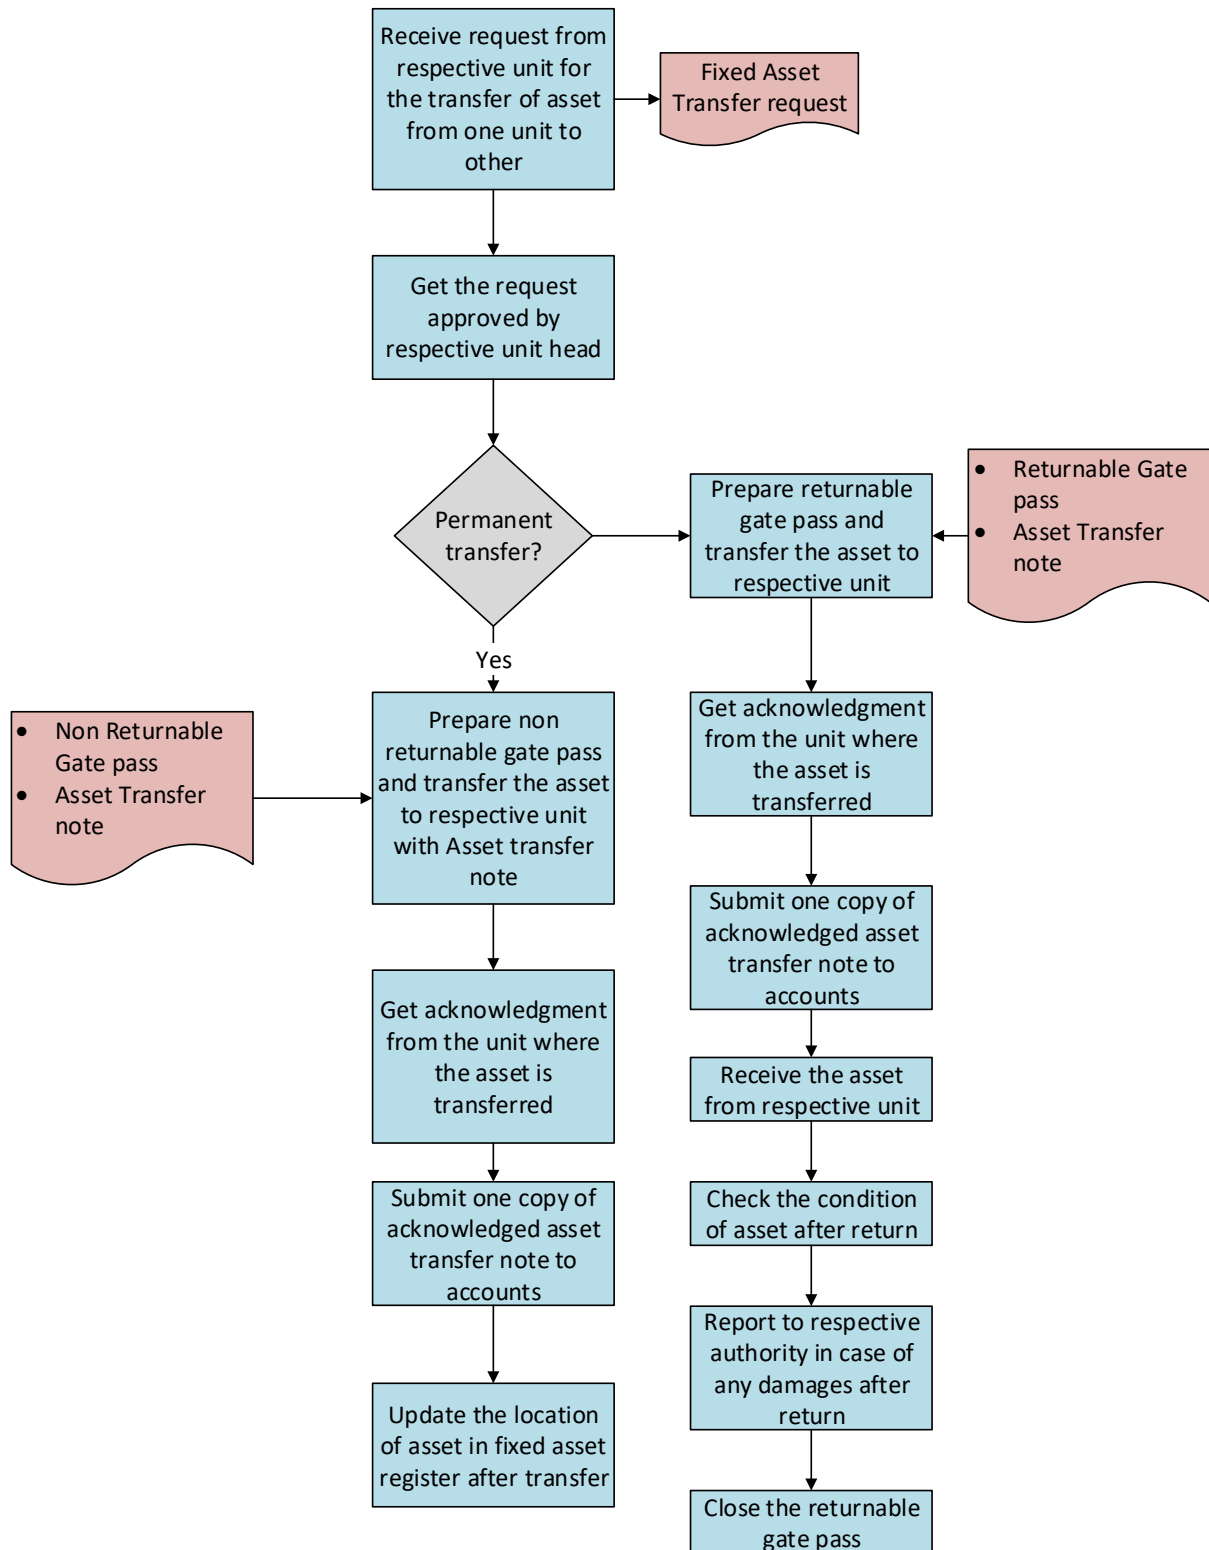 Receive request from
respective unit for
the transfer of asset
from one unit to
other
Fixed Asset
Transfer request
Get the request
approved by
respective unit head
Permanent
transfer?
Prepare returnable
gate pass and
transfer the asset to
respective unit
• Returnable Gate
pass
• Asset Transfer
note
Yes
• Non Returnable
Gate pass
• Asset Transfer
note
Prepare non
returnable gate pass
and transfer the asset
to respective unit
with Asset transfer
note
Get acknowledgment
from the unit where
the asset is
transferred
Submit one copy of
acknowledged asset
transfer note to
accounts
Get acknowledgment
from the unit where
the asset is
transferred
Receive the asset
from respective unit
Check the condition
of asset after return
Submit one copy of
acknowledged asset
transfer note to
accounts
Report to respective
authority in case of
any damages after
return
Update the location
of asset in fixed asset
register after transfer
Close the returnable
gate pass